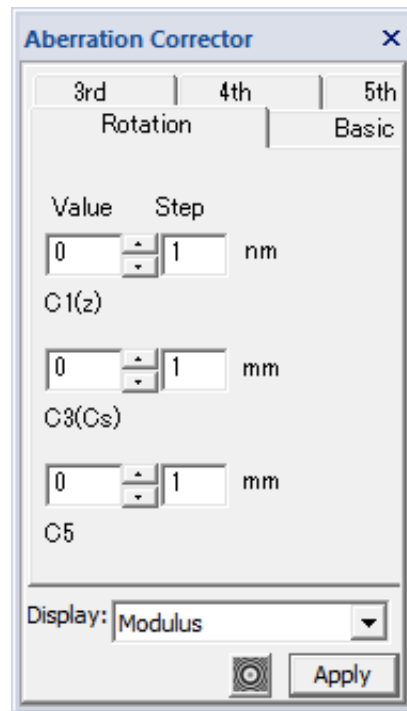 Aberration Corrector
3rd 4th 5th
Rotation Basic
Value Step
0 1 nm
C1(z)
0 1 mm
C3(Cs)
0 1 mm
C5
Display: Modulus
Apply